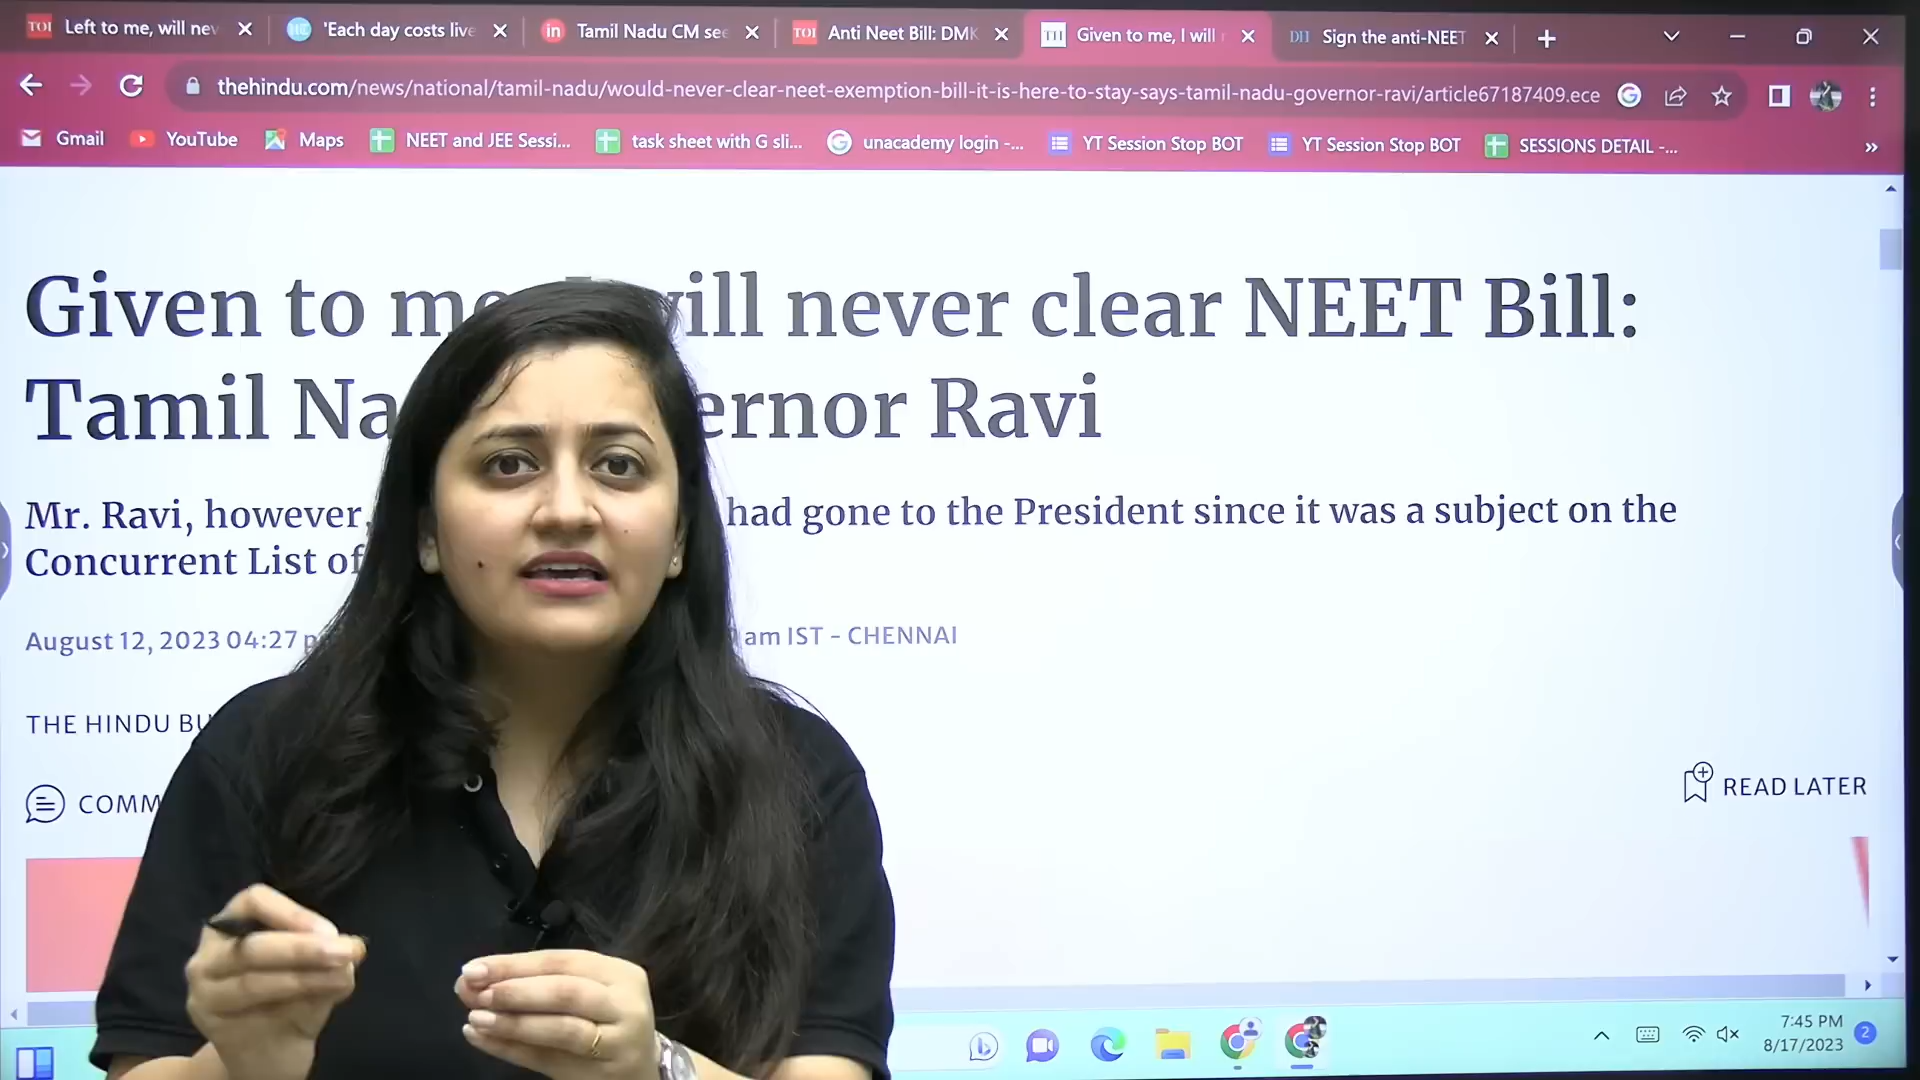 TOI Left to me, will nev
'Each day costs live
in Tamil Nadu CM see
TOI Anti Neet Bill: DMK
TH Given to me, I will
DH Sign the anti-NEET
thehindu.com/news/national/tamil-nadu/would-never-clear-neet-exemption-bill-it-is-here-to-stay-says-tamil-nadu-governor-ravi/article67187409.ece
Gmail YouTube Maps NEET and JEE Sessi... task sheet with G sli... unacademy login -... YT Session Stop BOT YT Session Stop BOT SESSIONS DETAIL -...
Given to me ill never clear NEET Bill:
Tamil Na ernor Ravi
Mr. Ravi, however, had gone to the President since it was a subject on the
Concurrent List of
August 12, 2023 04:27 p am IST - CHENNAI
THE HINDU BU
COMM
READ LATER
7:45 PM
8/17/2023
2